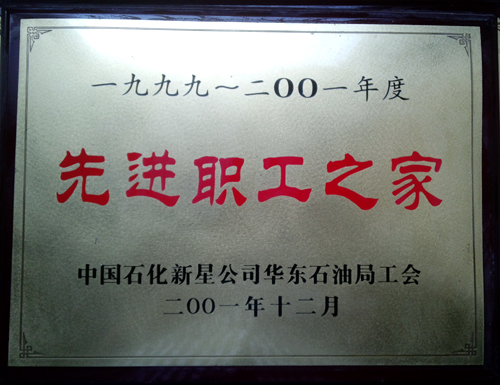 一九九九～二OO一年度
先进职工之家
中国石化新星公司华东石油局工会
二OO一年十二月